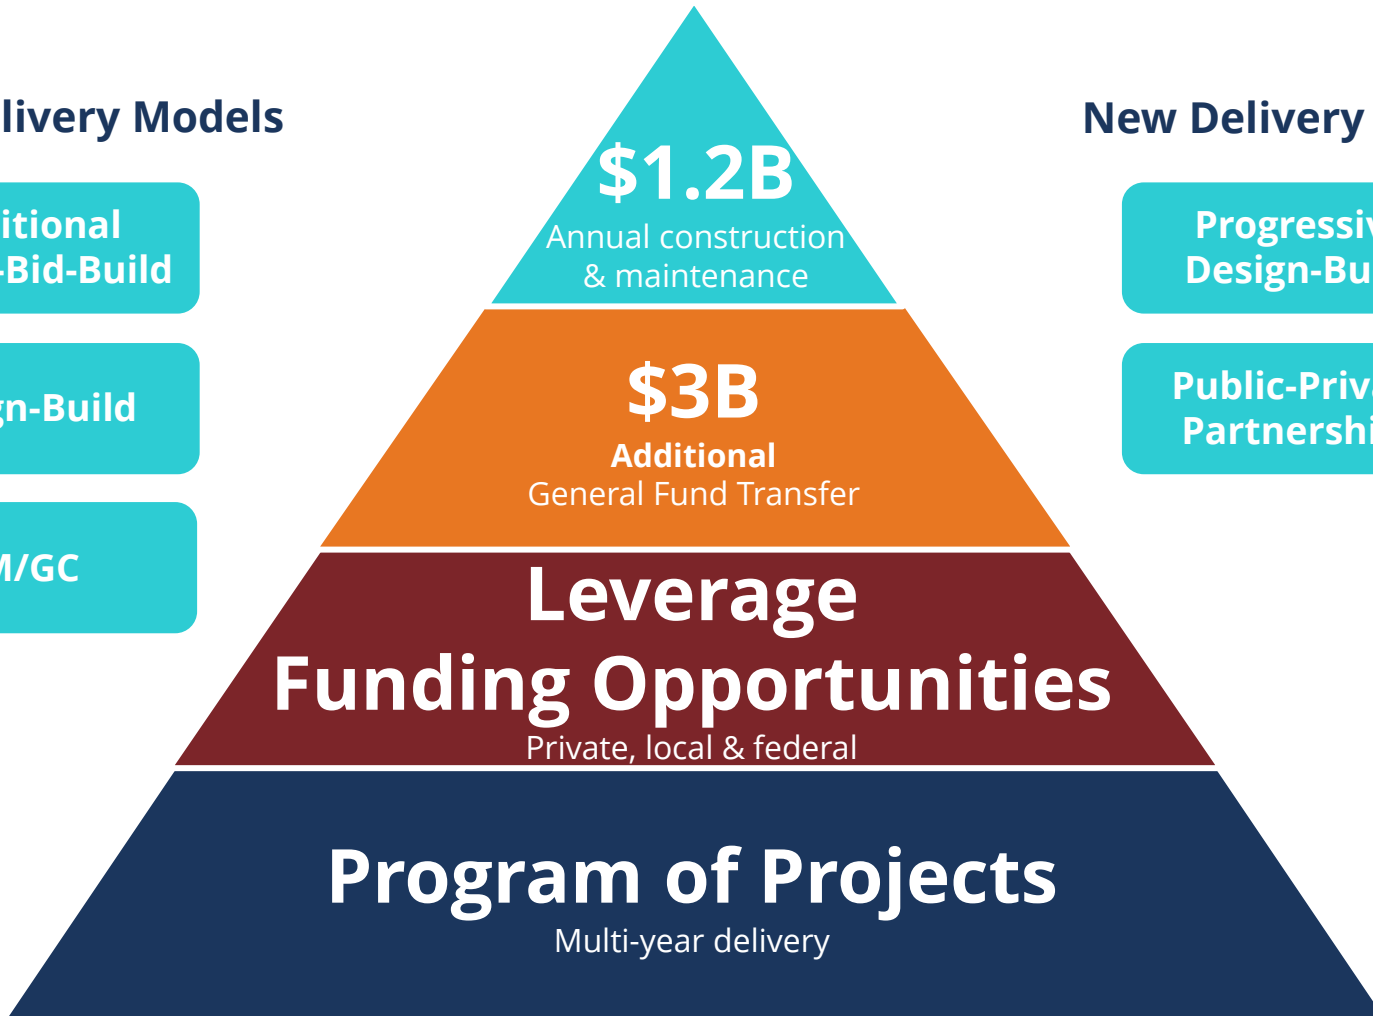 livery Models
itional
-Bid-Build
gn-Build
M/GC
$1.2B
Annual construction
& maintenance
$3B
Additional
General Fund Transfer
Leverage
Funding Opportunities
Private, local & federal
Program of Projects
Multi-year delivery
New Delivery
Progressiv
Design-Bu
Public-Priva
Partnershi